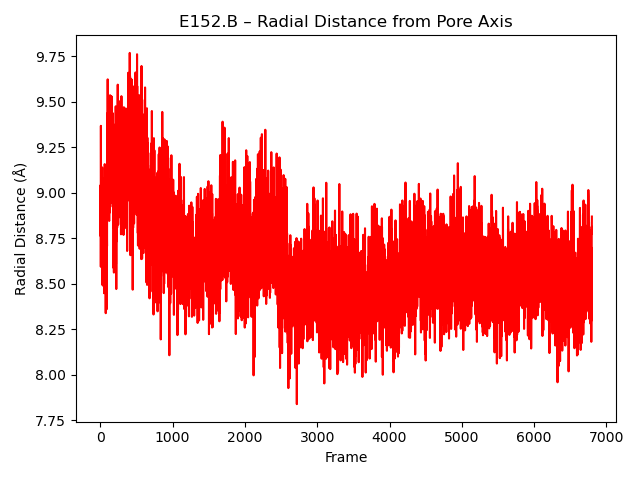 E152.B – Radial Distance from Pore Axis
Radial Distance (Å)
9.75
9.50
9.25
9.00
8.75
8.50
8.25
8.00
7.75
0 1000 2000 3000 4000 5000 6000 7000
Frame